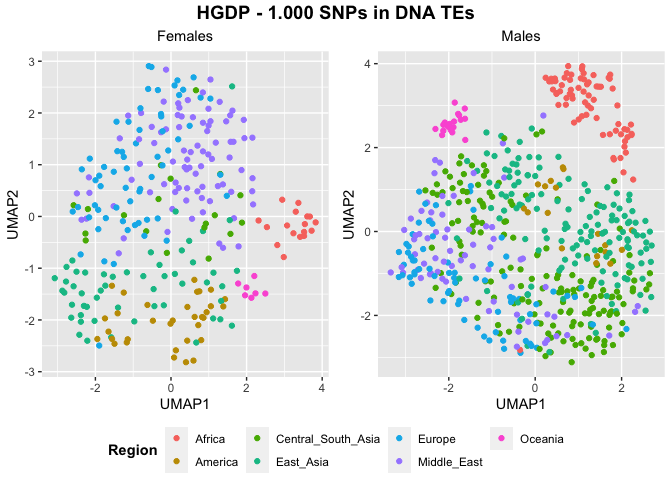 HGDP - 1.000 SNPs in DNA TEs
Females
Males
UMAP2
3
2
1
0
-1
-2
-3
-2
0
2
4
UMAP1
UMAP2
4
2
0
-2
-2
0
2
UMAP1
Region
Africa
Central_South_Asia
Europe
Oceania
America
East_Asia
Middle_East